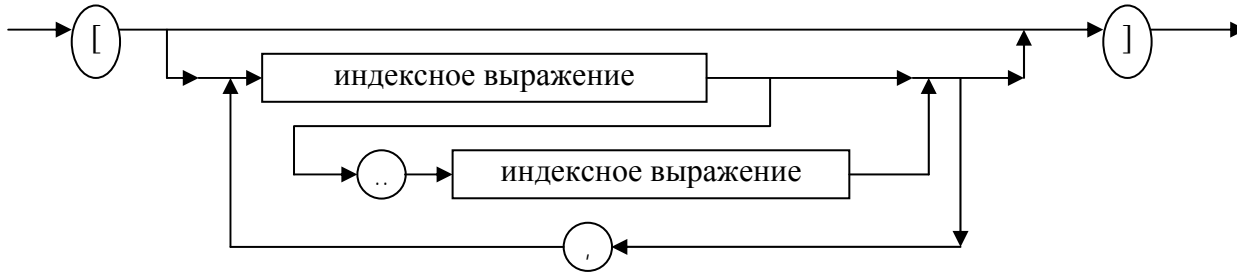 [
]
индексное выражение
..
индексное выражение
,